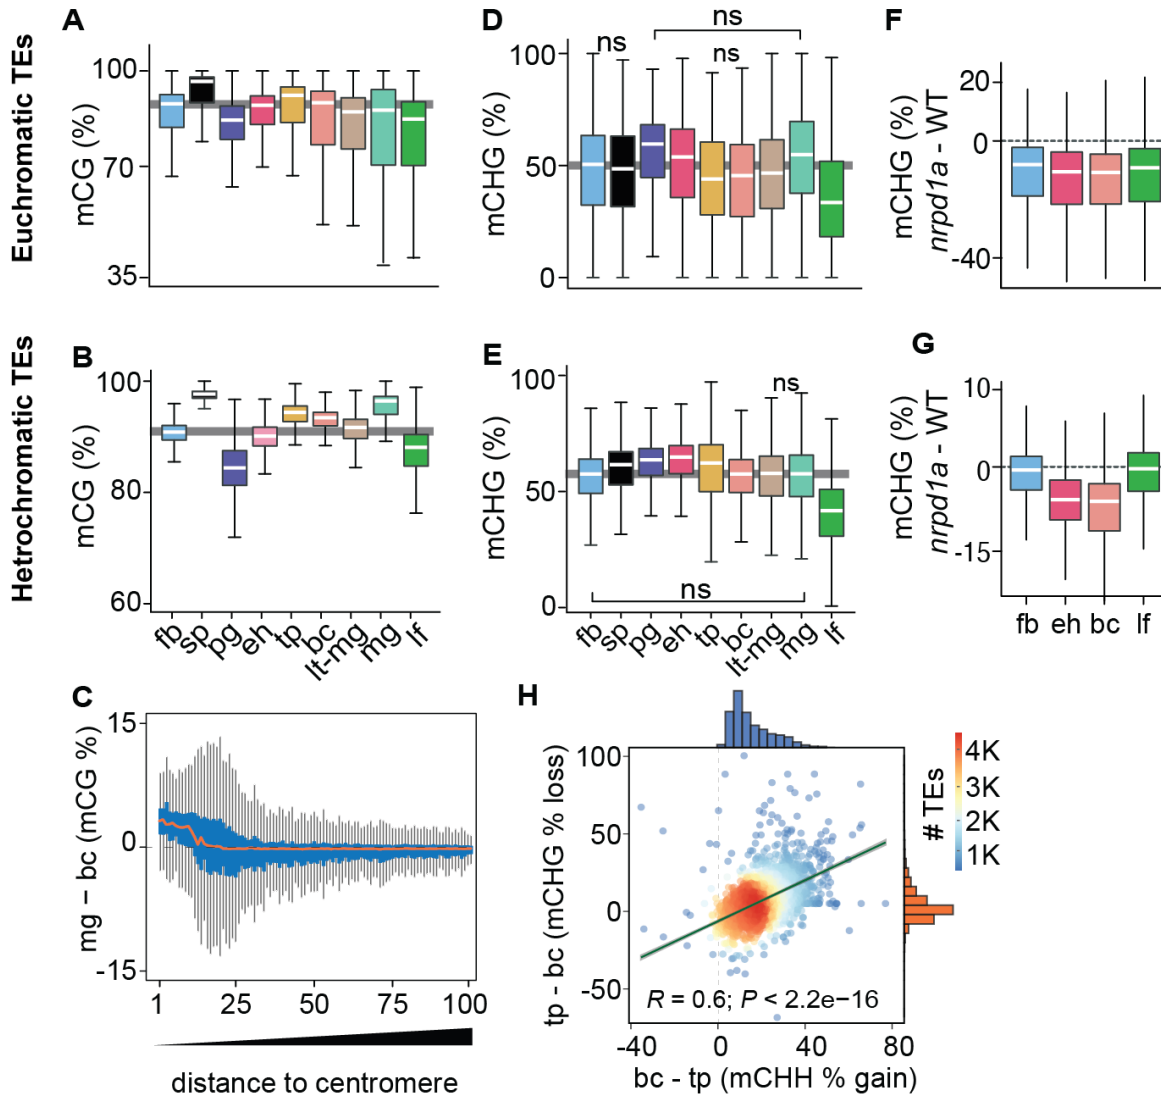 A
Euchromatic TEs
mCG (%)
100
70
35
D
mCHG (%)
100
50
0
ns
ns
ns
F
mCHG (%)
nrpd1a - WT
20
0
-40
B
Hetrochromatic TEs
mCG (%)
100
80
60
fb
sp
pg
eh
tp
bc
lt-mg
mg
lf
E
mCHG (%)
100
50
0
ns
ns
fb
sp
pg
eh
tp
bc
lt-mg
mg
lf
G
mCHG (%)
nrpd1a - WT
10
0
-15
fb eh bc lf
C
mg – bc (mCG %)
15
0
-15
1 25 50 75 100
distance to centromere
H
tp - bc (mCHG % loss)
100
50
0
-50
R = 0.6; P < 2.2e−16
-40 0 40 80
bc - tp (mCHH % gain)
# TEs
4K
3K
2K
1K